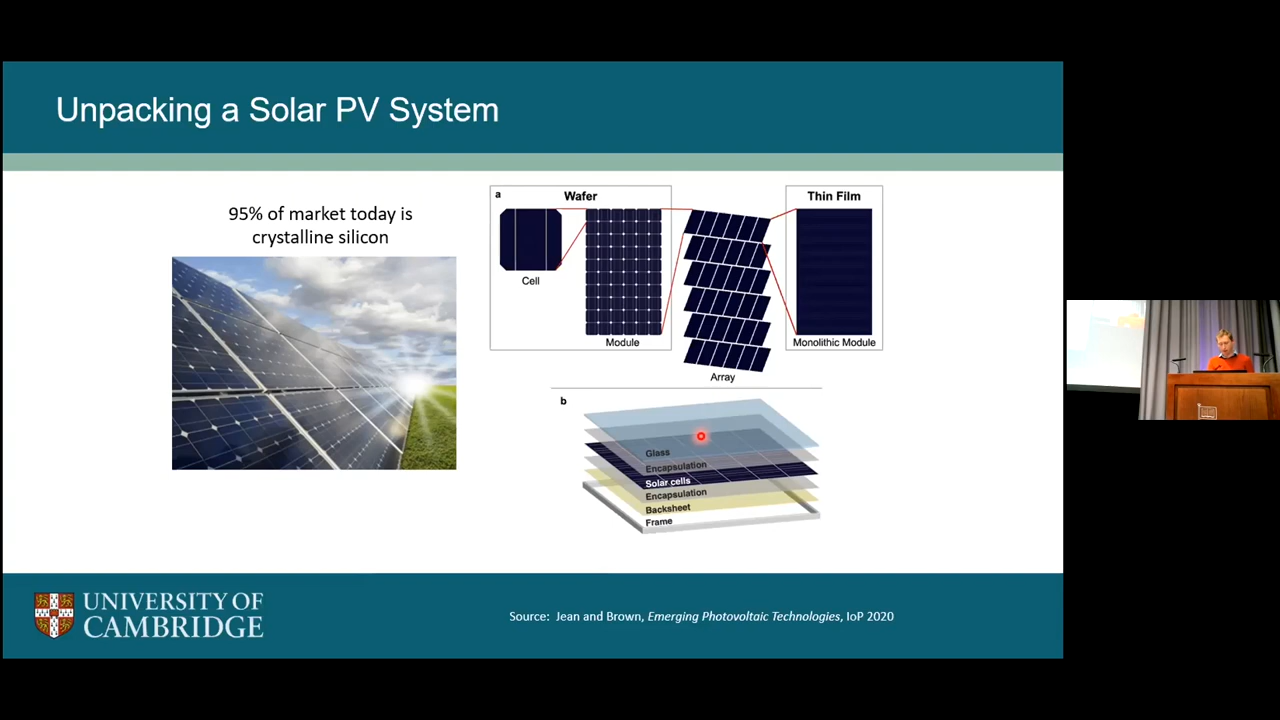 Unpacking a Solar PV System
95% of market today is
crystalline silicon
a
Wafer
Cell
Module
Array
Thin Film
Monolithic Module
b
Glass
Encapsulation
Solar cells
Encapsulation
Backsheet
Frame
UNIVERSITY OF
CAMBRIDGE
Source: Jean and Brown, Emerging Photovoltaic Technologies, IoP 2020